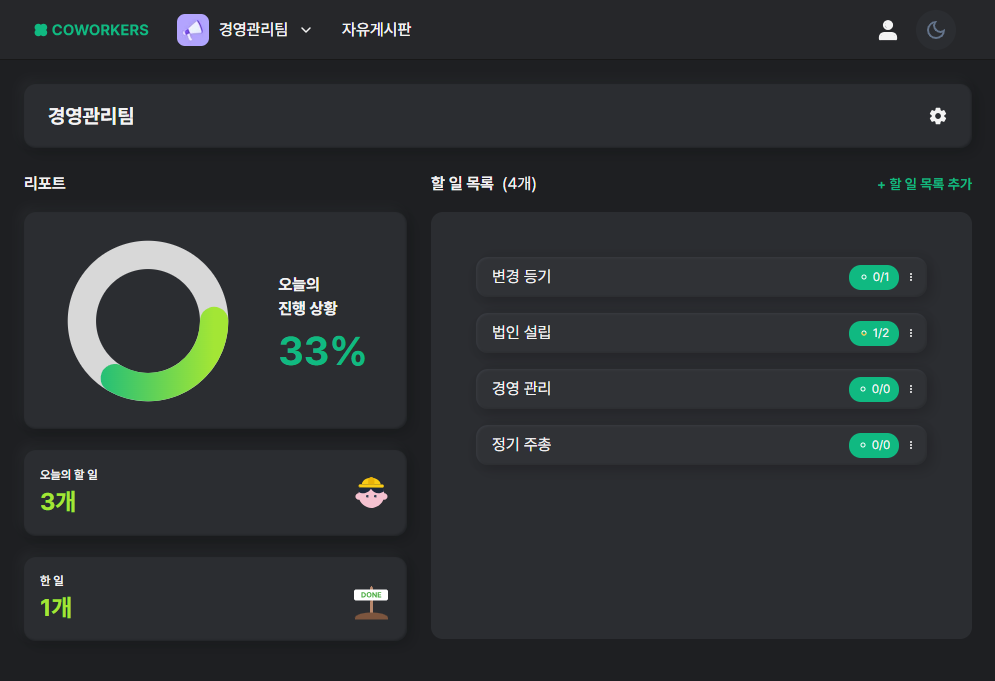 COWORKERS
경영관리팀
자유게시판
경영관리팀
리포트
오늘의
진행 상황
33%
오늘의 할 일
3개
한 일
1개
DONE
할 일 목록 (4개)
+ 할 일 목록 추가
변경 등기
0/1
법인 설립
1/2
경영 관리
0/0
정기 주총
0/0